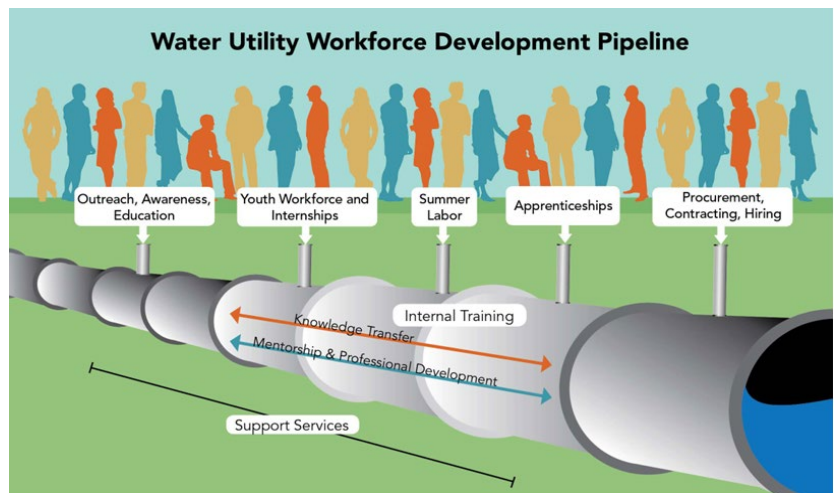 Water Utility Workforce Development Pipeline
Outreach, Awareness,
Education
Youth Workforce and
Internships
Summer
Labor
Apprenticeships
Procurement,
Contracting, Hiring
Internal Training
Knowledge Transfer
Mentorship & Professional Development
Support Services